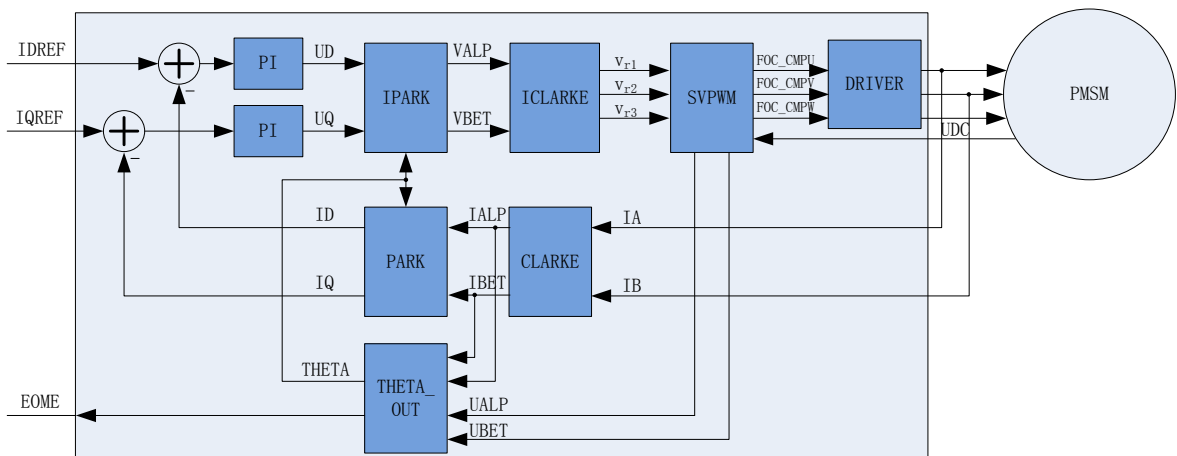 IDREF
IQREF
EOME
PI
UD
PI
UQ
IPARK
VALP
VBET
ICLARKE
Vr1
Vr2
Vr3
SVPWM
FOC_CMPU
FOC_CMPV
FOC_CMPW
DRIVER
UDC
PMSM
ID
IQ
PARK
IALP
IBET
CLARKE
IA
IB
THETA
THETA_
OUT
UALP
UBET